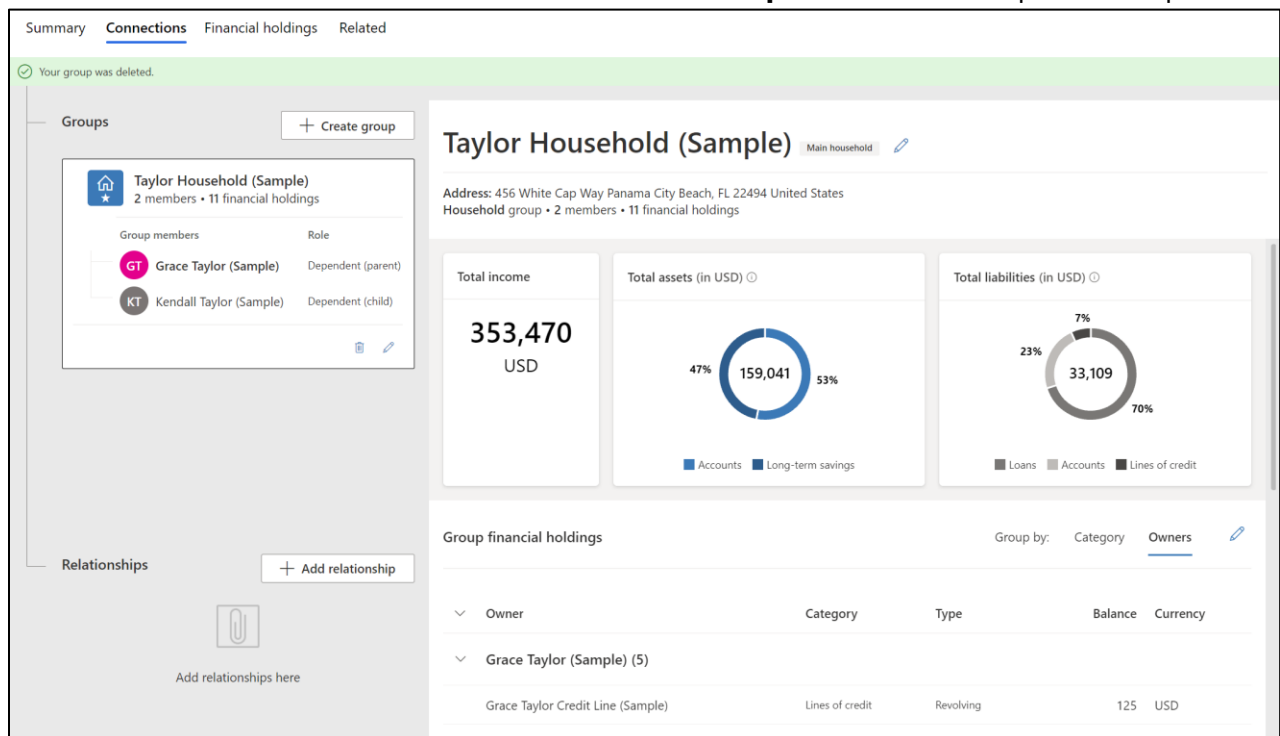 Summary Connections Financial holdings Related
Your group was deleted.
Groups
+ Create group
Taylor Household (Sample)
2 members • 11 financial holdings
Group members Role
GT Grace Taylor (Sample) Dependent (parent)
KT Kendall Taylor (Sample) Dependent (child)
Relationships
+ Add relationship
Add relationships here
Taylor Household (Sample) Main household
Address: 456 White Cap Way Panama City Beach, FL 22494 United States
Household group • 2 members • 11 financial holdings
Total income
353,470
USD
Total assets (in USD)
47% 159,041 53%
Accounts Long-term savings
Total liabilities (in USD)
7%
23%
33,109
70%
Loans Accounts Lines of credit
Group financial holdings Group by: Category Owners
Owner Category Type Balance Currency
Grace Taylor (Sample) (5)
Grace Taylor Credit Line (Sample) Lines of credit Revolving 125 USD